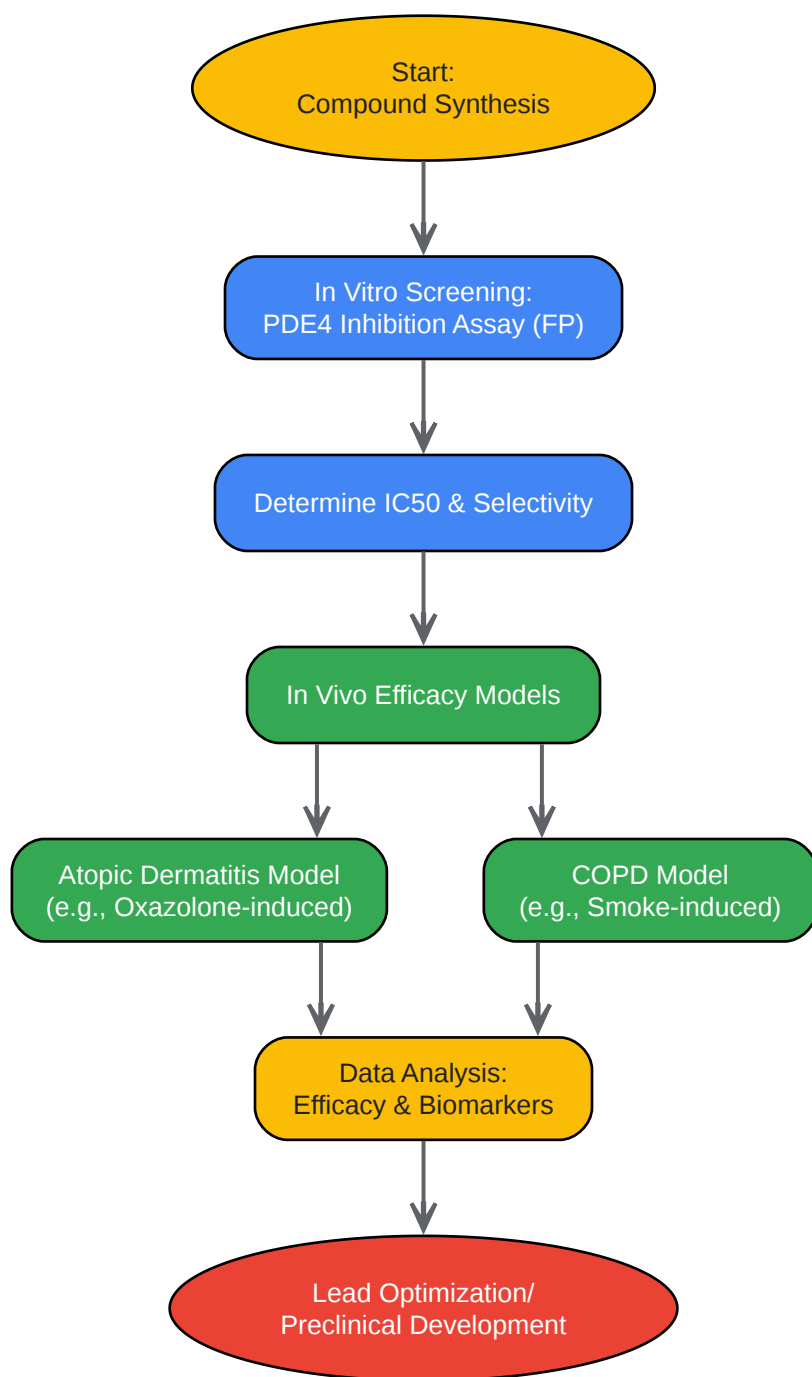 Start:
Compound Synthesis
In Vitro Screening:
PDE4 Inhibition Assay (FP)
Determine IC50 & Selectivity
In Vivo Efficacy Models
Atopic Dermatitis Model
(e.g., Oxazolone-induced)
COPD Model
(e.g., Smoke-induced)
Data Analysis:
Efficacy & Biomarkers
Lead Optimization/
Preclinical Development